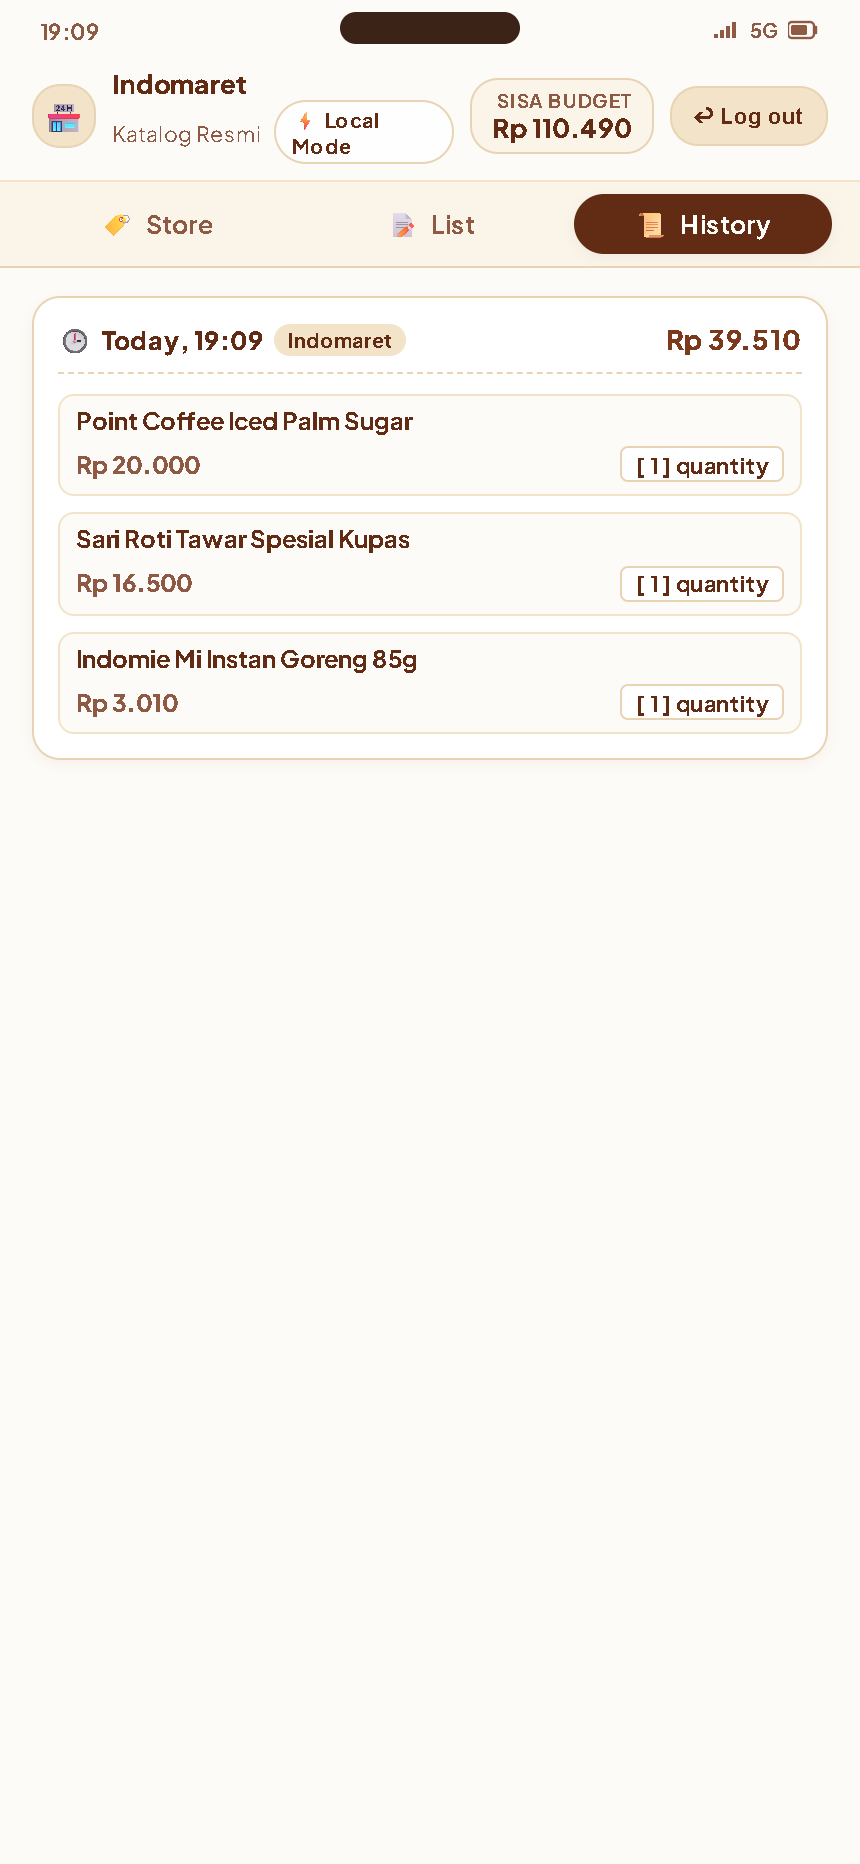 19:09
5G
24H
Indomaret
Katalog Resmi
Local
Mode
SISA BUDGET
Rp 110.490
↩ Log out
Store
List
History
Today, 19:09
Indomaret
Rp 39.510
Point Coffee Iced Palm Sugar
Rp 20.000
[ 1 ] quantity
Sari Roti Tawar Spesial Kupas
Rp 16.500
[ 1 ] quantity
Indomie Mi Instan Goreng 85g
Rp 3.010
[ 1 ] quantity